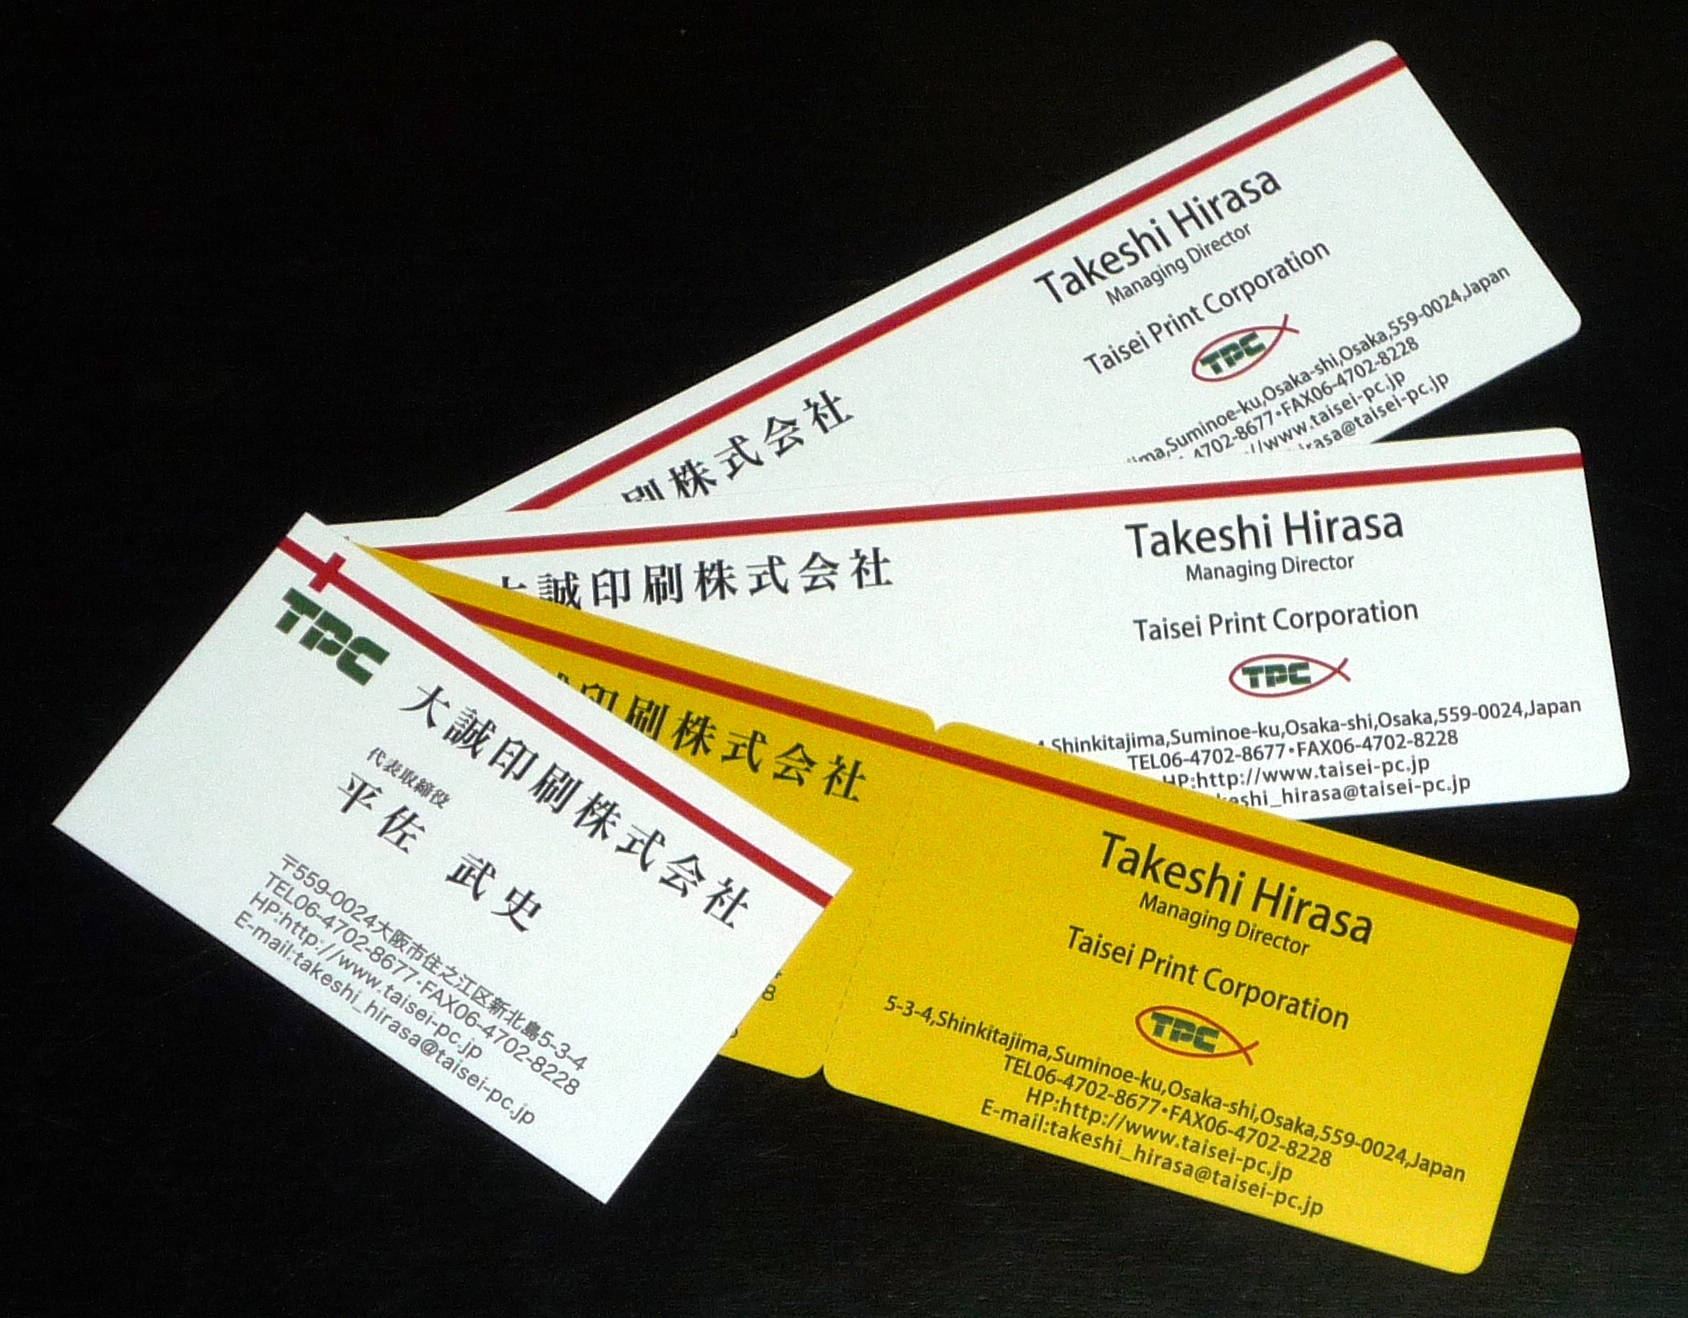 Takeshi Hirasa
Managing Director
Taisei Print Corporation
TPC
Suminoe-ku,Osaka-shi,Osaka,559-0024,Japan
4702-8677・FAX06-4702-8228
//www.taisei-pc.jp
rasa@taisei-pc.jp
刷株式会社
Takeshi Hirasa
Managing Director
Taisei Print Corporation
TPC
Shinkitajima,Suminoe-ku,Osaka-shi,Osaka,559-0024,Japan
TEL06-4702-8677・FAX06-4702-8228
HP:http://www.taisei-pc.jp
eshi_hirasa@taisei-pc.jp
大誠印刷株式会社
Takeshi Hirasa
Managing Director
Taisei Print Corporation
TPC
5-3-4,Shinkitajima,Suminoe-ku,Osaka-shi,Osaka,559-0024,Japan
TEL06-4702-8677・FAX06-4702-8228
HP:http://www.taisei-pc.jp
E-mail:takeshi_hirasa@taisei-pc.jp
印刷株式会社
TPC
大誠印刷株式会社
代表取締役
平佐 武史
〒559-0024大阪市住之江区新北島5-3-4
TEL06-4702-8677・FAX06-4702-8228
HP:http://www.taisei-pc.jp
E-mail:takeshi_hirasa@taisei-pc.jp